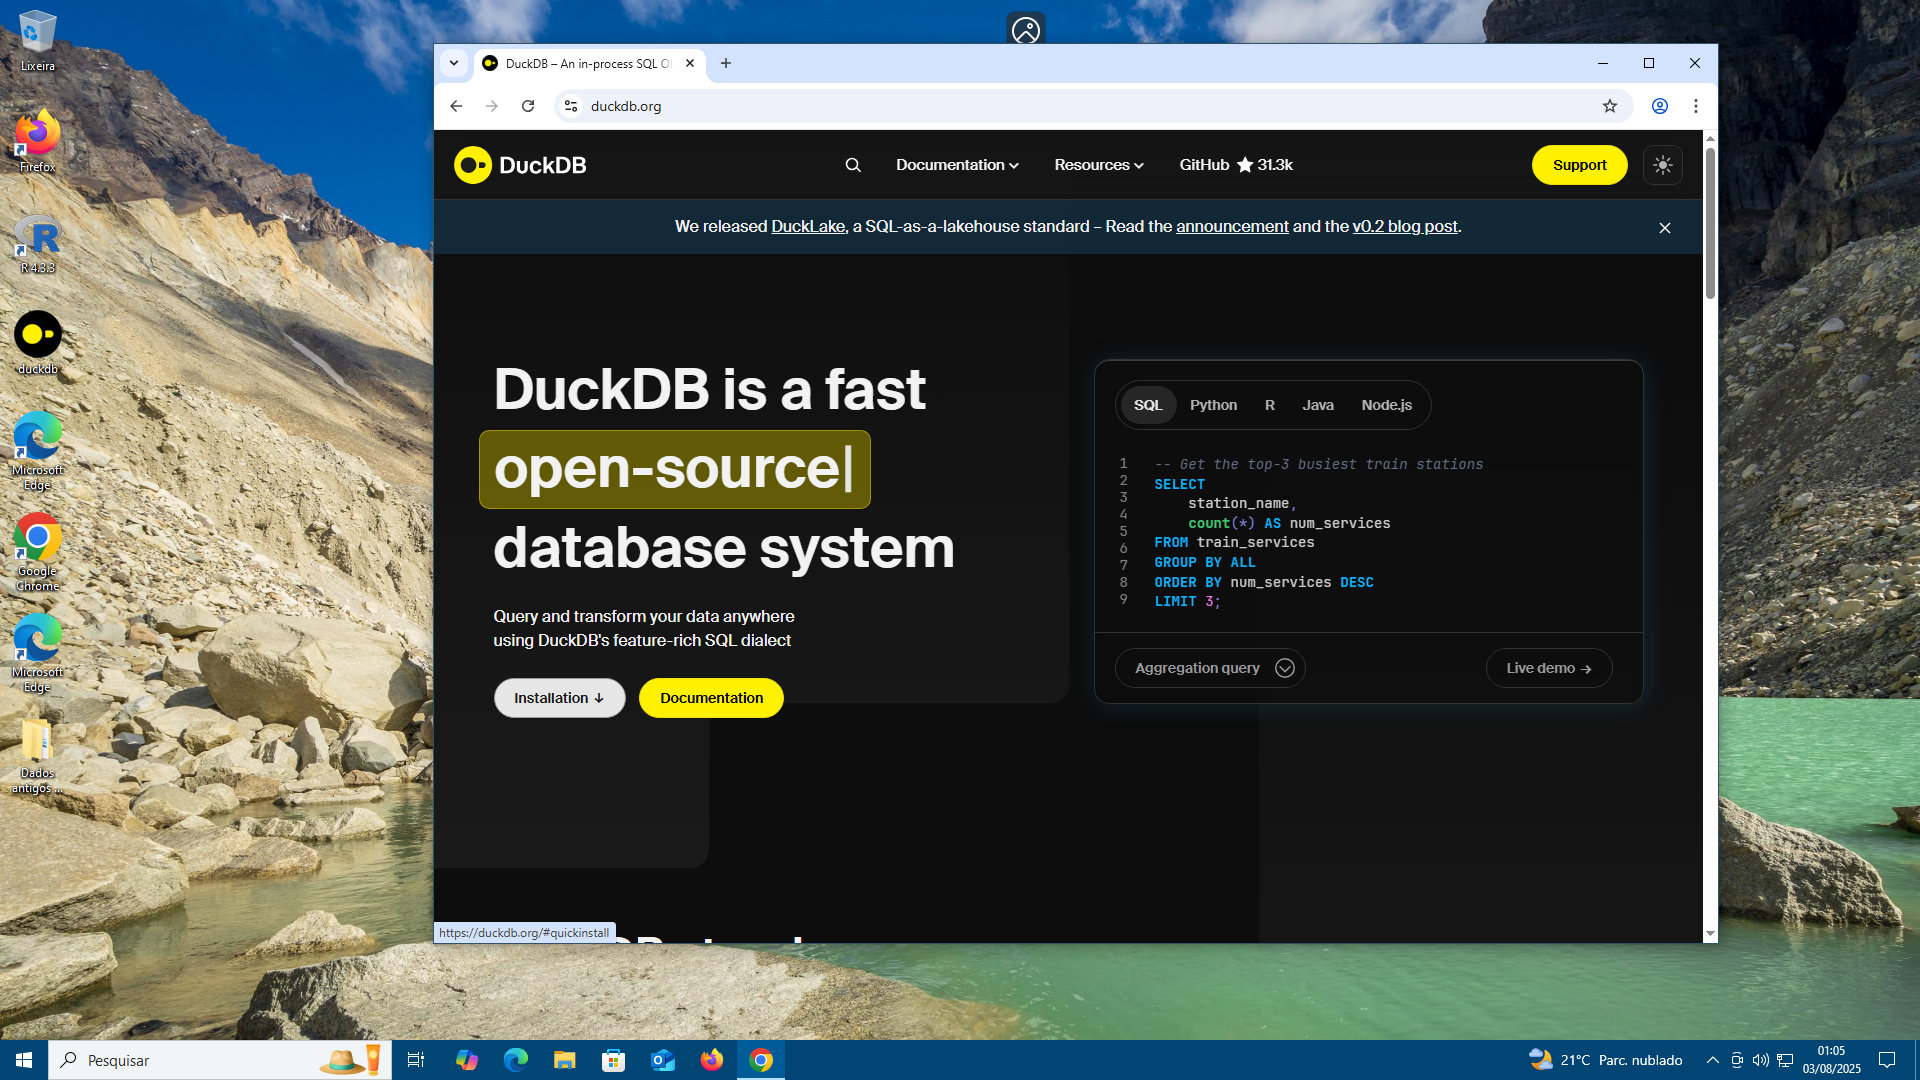 Lixeira
Firefox
R 4.3.3
duckdb
Microsoft
Edge
Google
Chrome
Microsoft
Edge
Dados
antigos ...
DuckDB – An in-process SQL OL
duckdb.org
DuckDB
Documentation
Resources
GitHub 31.3k
Support
We released DuckLake, a SQL-as-a-lakehouse standard – Read the announcement and the v0.2 blog post.
DuckDB is a fast
open-source|
database system
Query and transform your data anywhere
using DuckDB's feature-rich SQL dialect
Installation ↓
Documentation
SQL Python R Java Node.js
1 -- Get the top-3 busiest train stations
2 SELECT
3 station_name,
4 count(*) AS num_services
5 FROM train_services
6 GROUP BY ALL
7 ORDER BY num_services DESC
8 LIMIT 3;
9
Aggregation query
Live demo →
https://duckdb.org/#quickinstall
Pesquisar
21°C Parc. nublado
01:05
03/08/2025